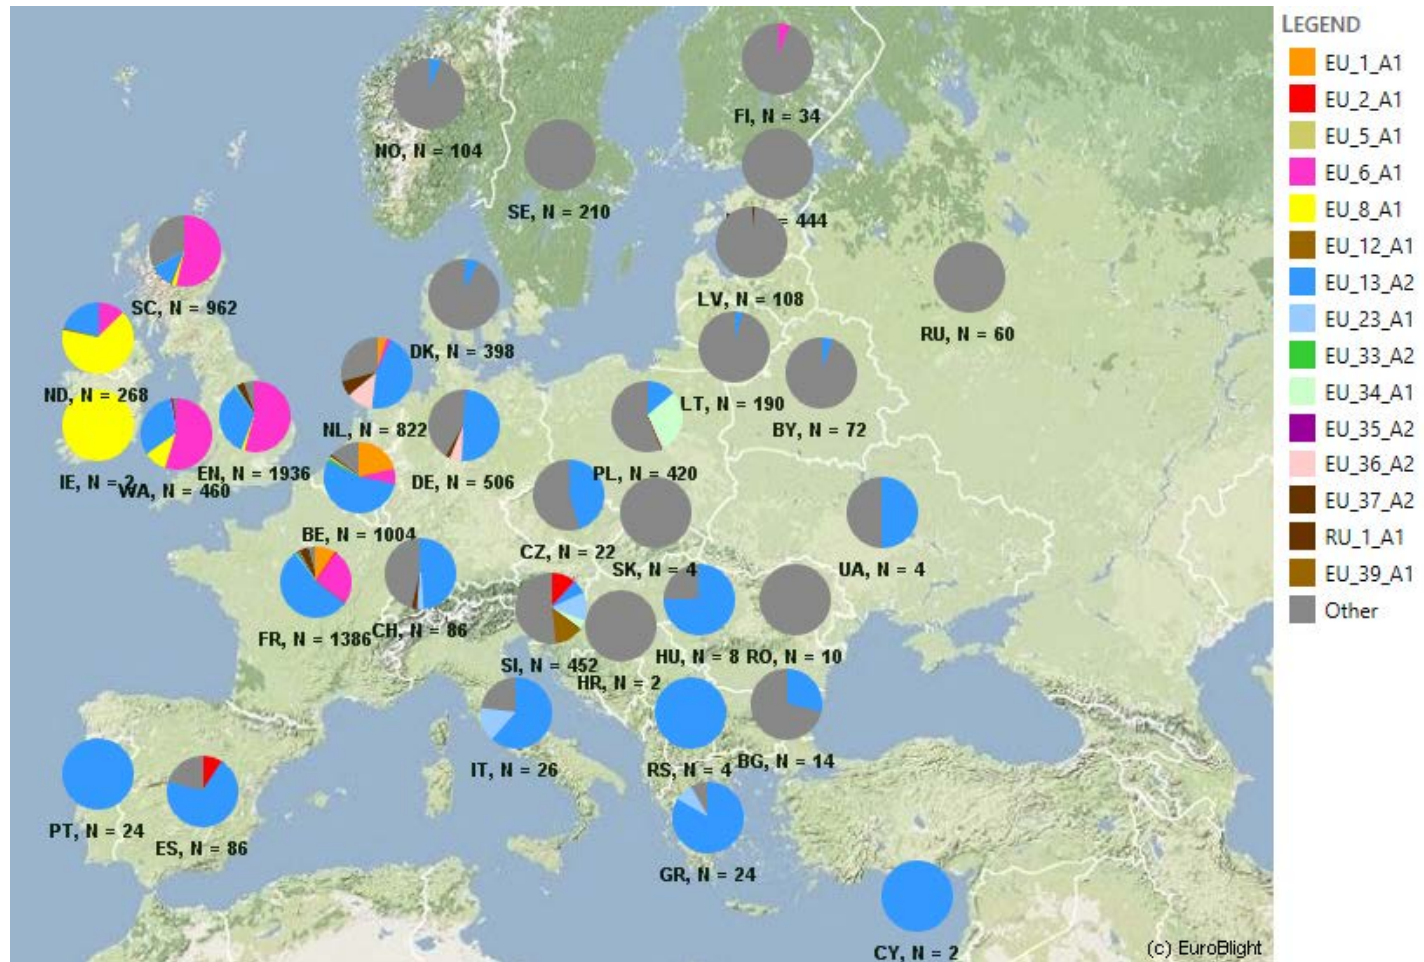 LEGEND
EU_1_A1
EU_2_A1
EU_5_A1
EU_6_A1
EU_8_A1
EU_12_A1
EU_13_A2
EU_23_A1
EU_33_A2
EU_34_A1
EU_35_A2
EU_36_A2
EU_37_A2
RU_1_A1
EU_39_A1
Other
FI, N = 34
NO, N = 104
SE, N = 210
= 444
LV, N = 108
SC, N = 962
RU, N = 60
DK, N = 398
ND, N = 268
LT, N = 190
BY, N = 72
NL, N = 822
IE, N = 2
WA, N = 460
EN, N = 1936
DE, N = 506
PL, N = 420
BE, N = 1004
CZ, N = 22
SK, N = 4
UA, N = 4
FR, N = 1386
CH, N = 86
SI, N = 452
HR, N = 2
HU, N = 8
RO, N = 10
IT, N = 26
RS, N = 4
BG, N = 14
PT, N = 24
ES, N = 86
GR, N = 24
CY, N = 2
(c) EuroBlight